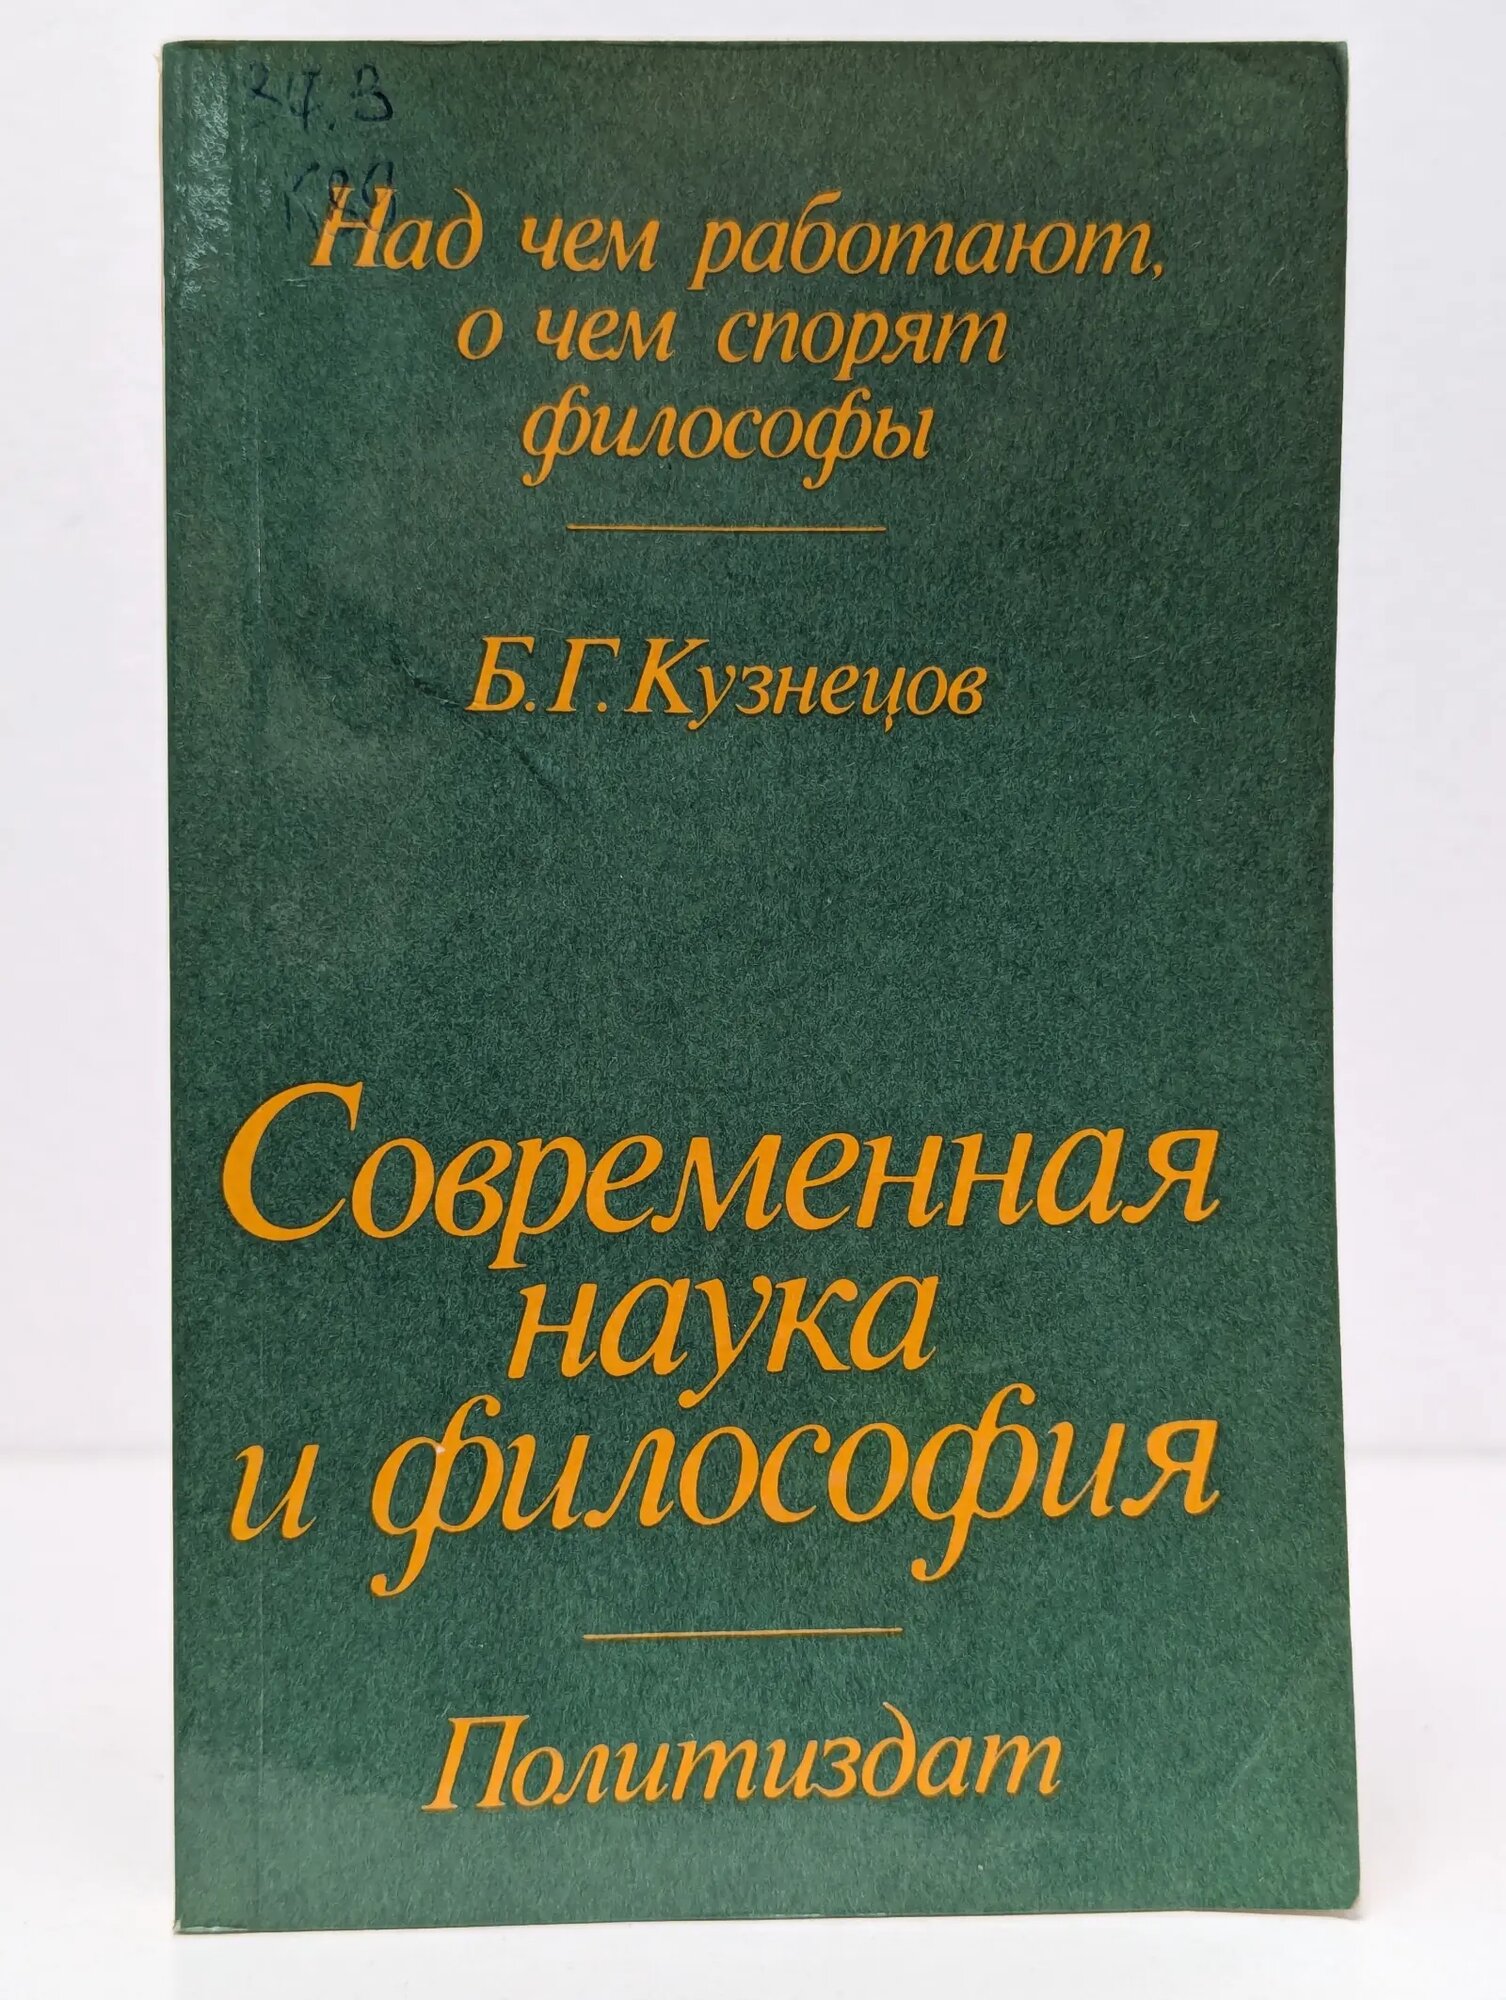 Над чем работают,
о чем спорят
философы
Б.Г.Кузнецов
Современная
наука
и философия
Политиздат